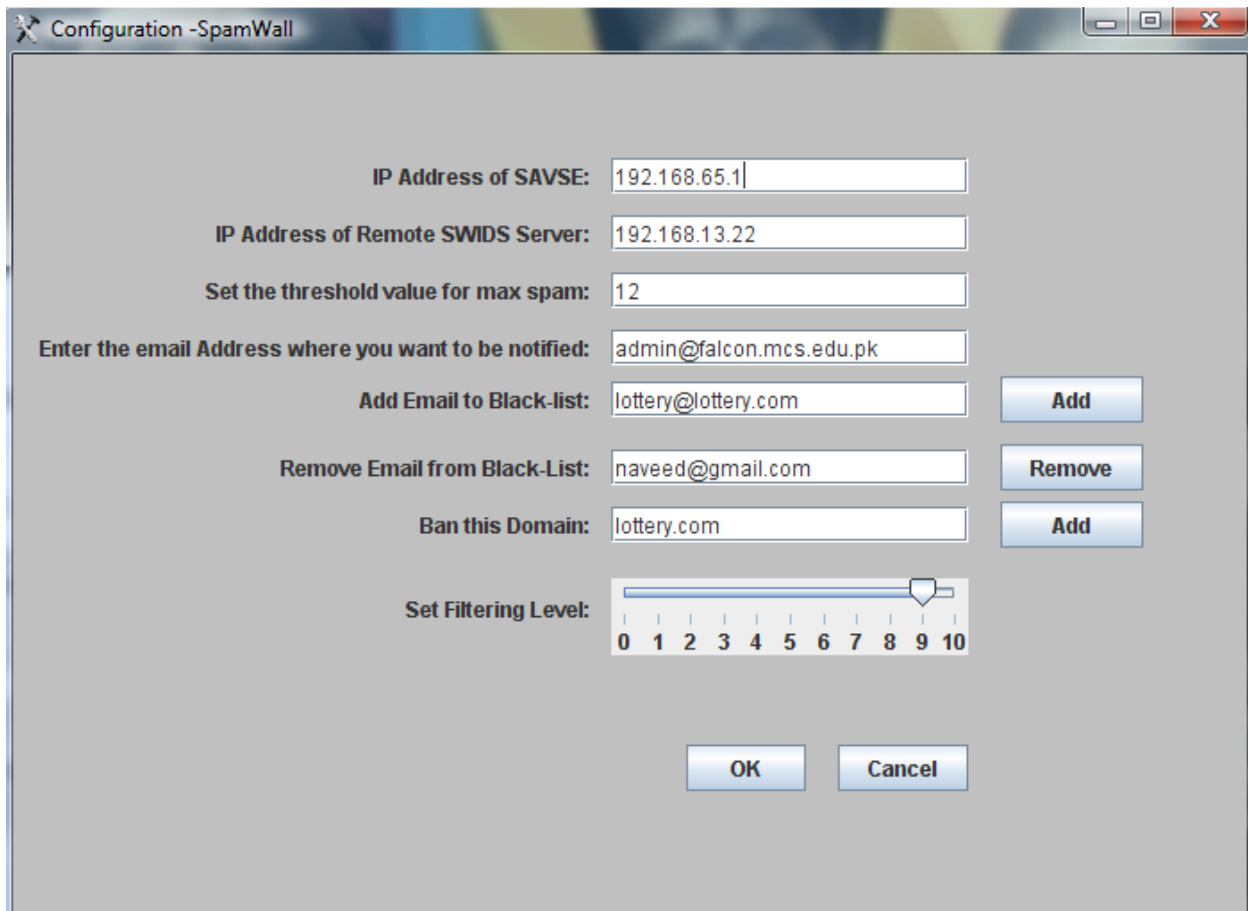 Configuration -SpamWall
IP Address of SAVSE: 192.168.65.1
IP Address of Remote SWIDS Server: 192.168.13.22
Set the threshold value for max spam: 12
Enter the email Address where you want to be notified: admin@falcon.mcs.edu.pk
Add Email to Black-list: lottery@lottery.com Add
Remove Email from Black-List: naveed@gmail.com Remove
Ban this Domain: lottery.com Add
Set Filtering Level:
0 1 2 3 4 5 6 7 8 9 10
OK Cancel